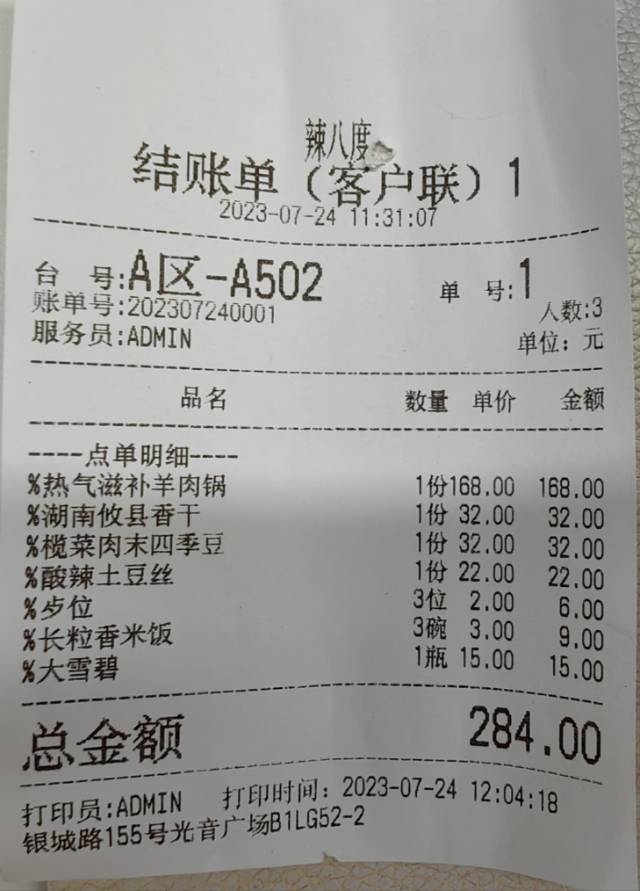 辣八度
结账单（客户联）1
2023-07-24 11:31:07
台 号:A区-A502 单 号:1
账单号:202307240001 人数:3
服务员:ADMIN 单位：元
品名 数量 单价 金额
----点单明细----
%热气滋补羊肉锅 1份168.00 168.00
%湖南攸县香干 1份 32.00 32.00
%榄菜肉末四季豆 1份 32.00 32.00
%酸辣土豆丝 1份 22.00 22.00
%歺位 3位 2.00 6.00
%长粒香米饭 3碗 3.00 9.00
%大雪碧 1瓶 15.00 15.00
总金额 284.00
打印员:ADMIN 打印时间：2023-07-24 12:04:18
银城路155号光音广场B1LG52-2